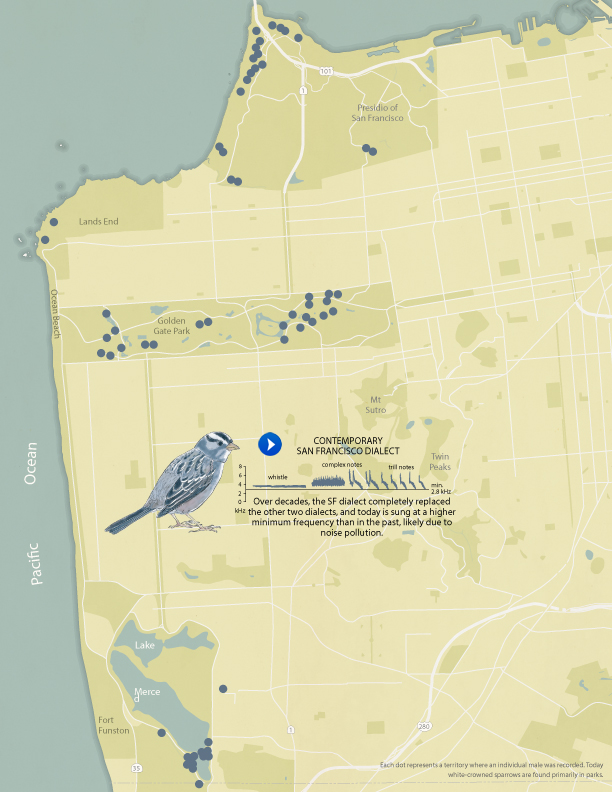 101
1
Presidio of
San Francisco
Lands End
Ocean Beach
Golden
Gate Park
Mt
Sutro
Twin
Peaks
Pacific Ocean
CONTEMPORARY
SAN FRANCISCO DIALECT
whistle
complex notes
trill notes
8
6
4
2
0
kHz
min.
2.8 kHz
Over decades, the SF dialect completely replaced
the other two dialects, and today is sung at a higher
minimum frequency than in the past, likely due to
noise pollution.
Lake
Merce
d
Fort
Funston
1
280
35
Each dot represents a territory where an individual male was recorded. Today
white-crowned sparrows are found primarily in parks.